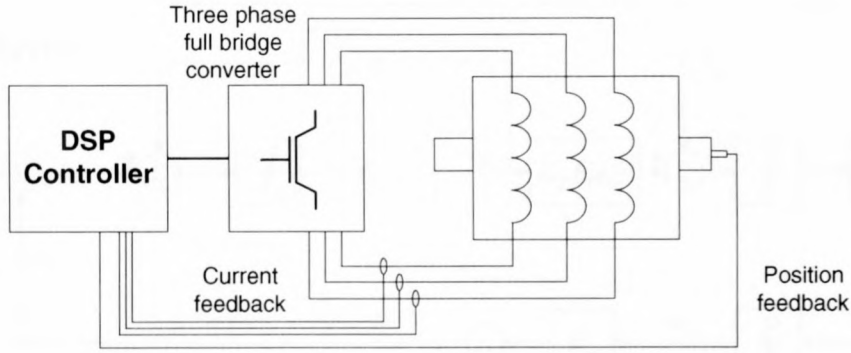 Three phase
full bridge
converter
DSP
Controller
Current
feedback
Position
feedback